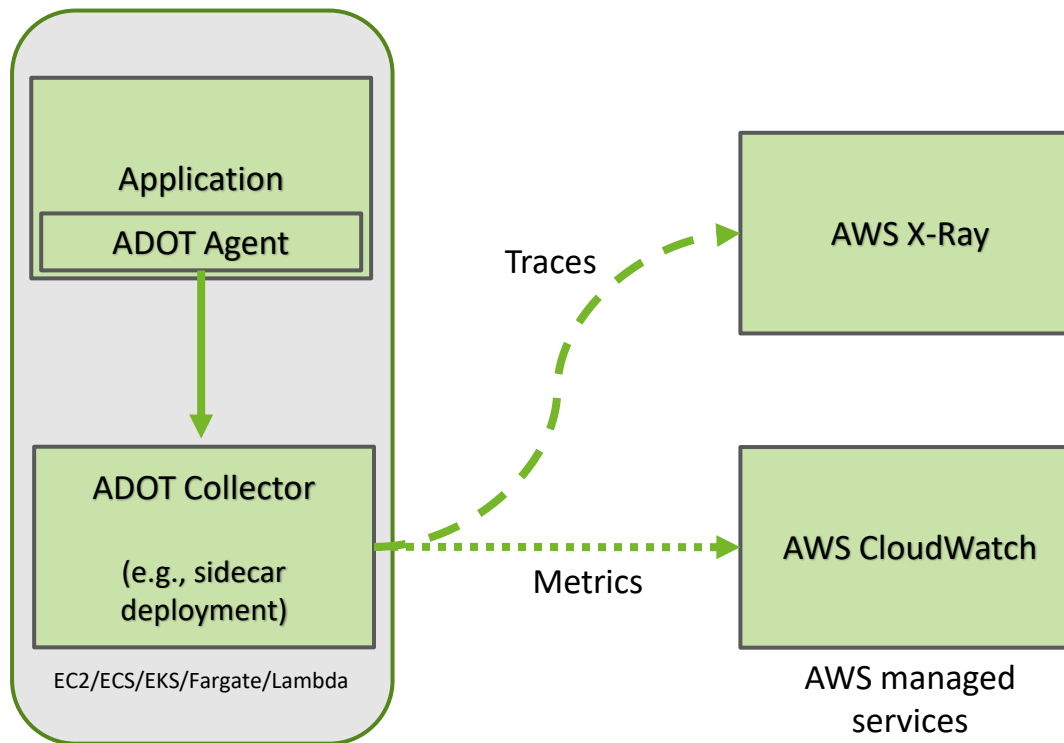 Application
ADOT Agent
ADOT Collector
(e.g., sidecar
deployment)
EC2/ECS/EKS/Fargate/Lambda
Traces
Metrics
AWS X-Ray
AWS CloudWatch
AWS managed
services